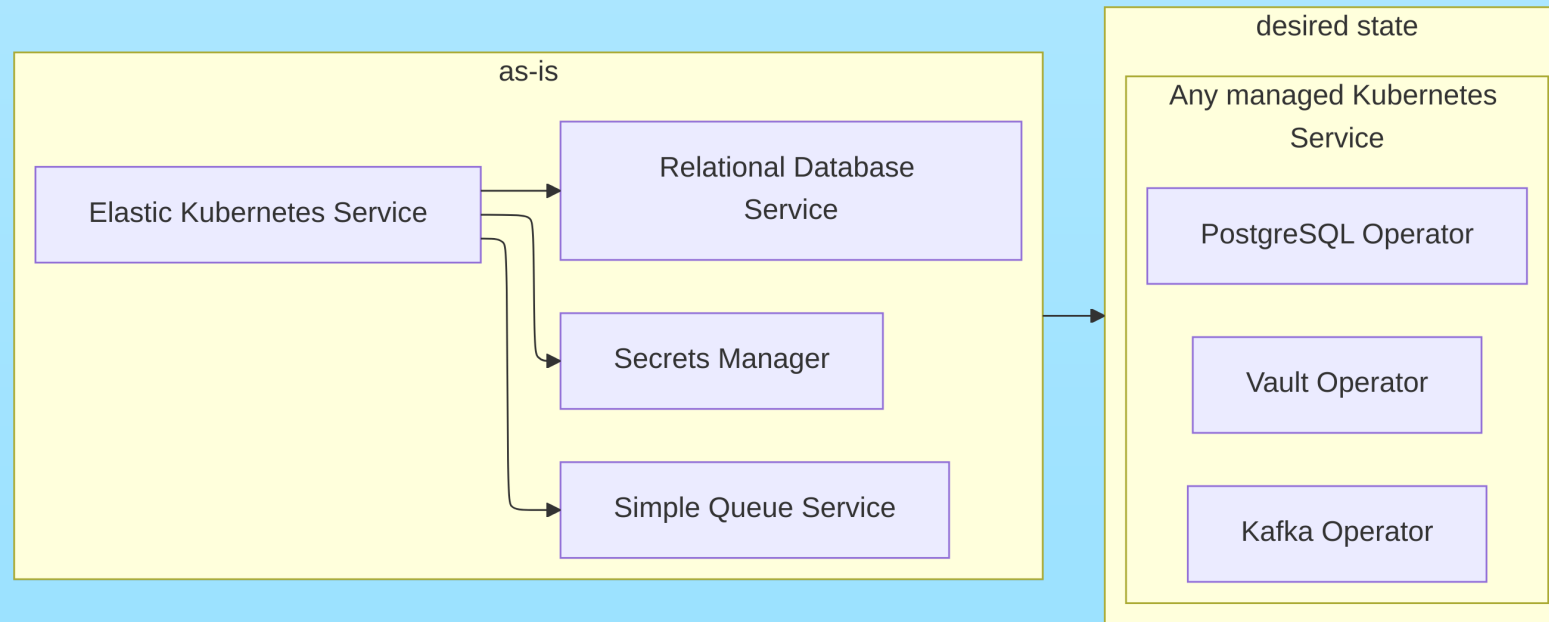 as-is
Elastic Kubernetes Service
Relational Database
Service
Secrets Manager
Simple Queue Service
desired state
Any managed Kubernetes
Service
PostgreSQL Operator
Vault Operator
Kafka Operator